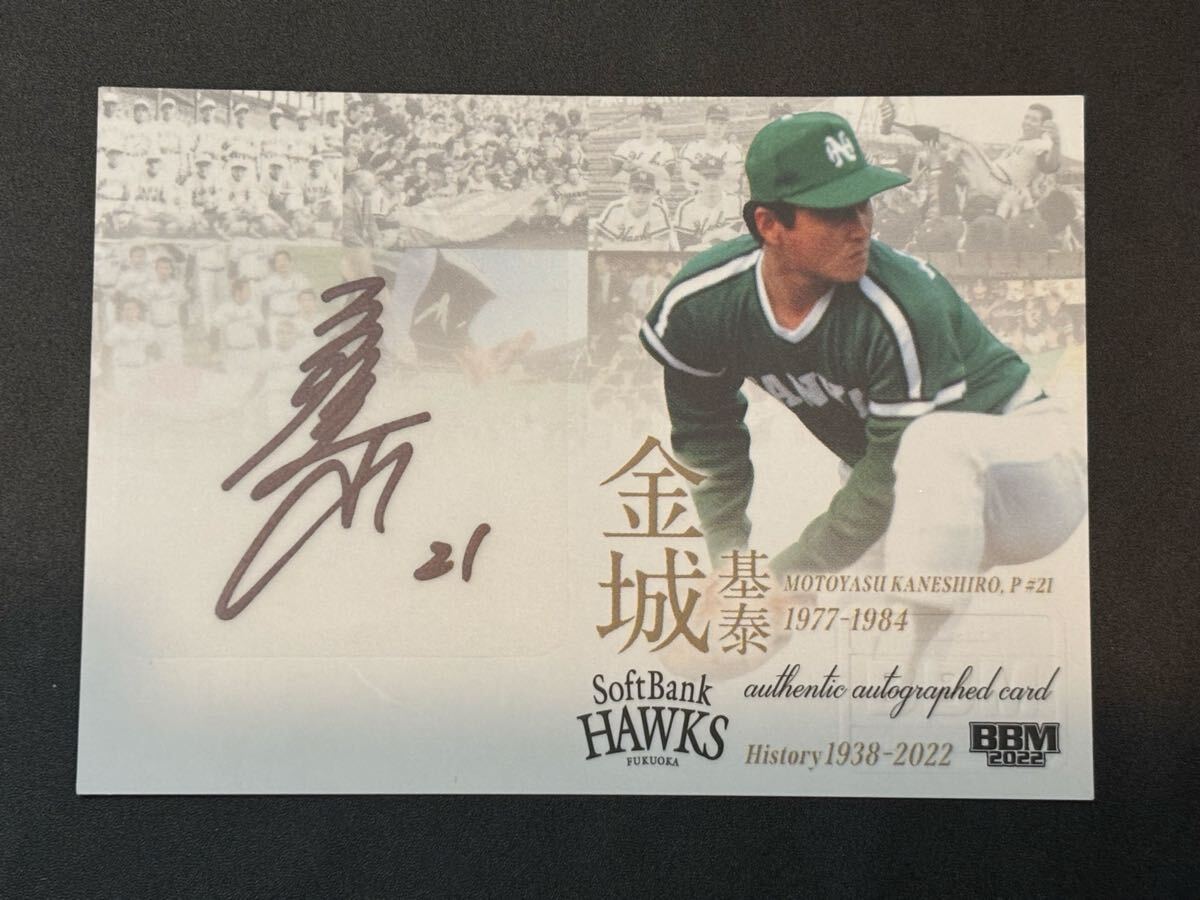 金城
基泰
MOTOYASU KANESHIRO, P #21
1977-1984
21
SoftBank
HAWKS
FUKUOKA
authentic autographed card
History 1938-2022
BBM
2022